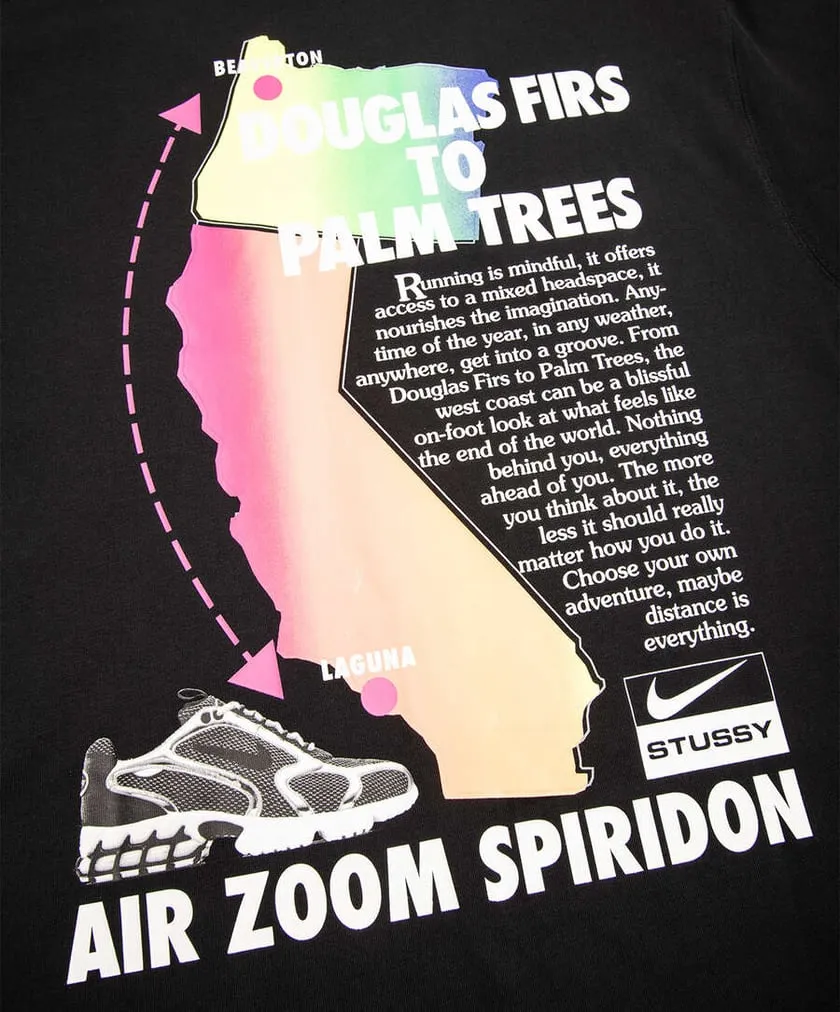 BEAVERTON
DOUGLAS FIRS
TO
PALM TREES
Running is mindful, it offers
access to a mixed headspace, it
nourishes the imagination. Any-
time of the year, in any weather,
anywhere, get into a groove. From
Douglas Firs to Palm Trees, the
west coast can be a blissful
on-foot look at what feels like
the end of the world. Nothing
behind you, everything
ahead of you. The more
you think about it, the
less it should really
matter how you do it.
Choose your own
adventure, maybe
distance is
everything.
LAGUNA
STUSSY
AIR ZOOM SPIRIDON